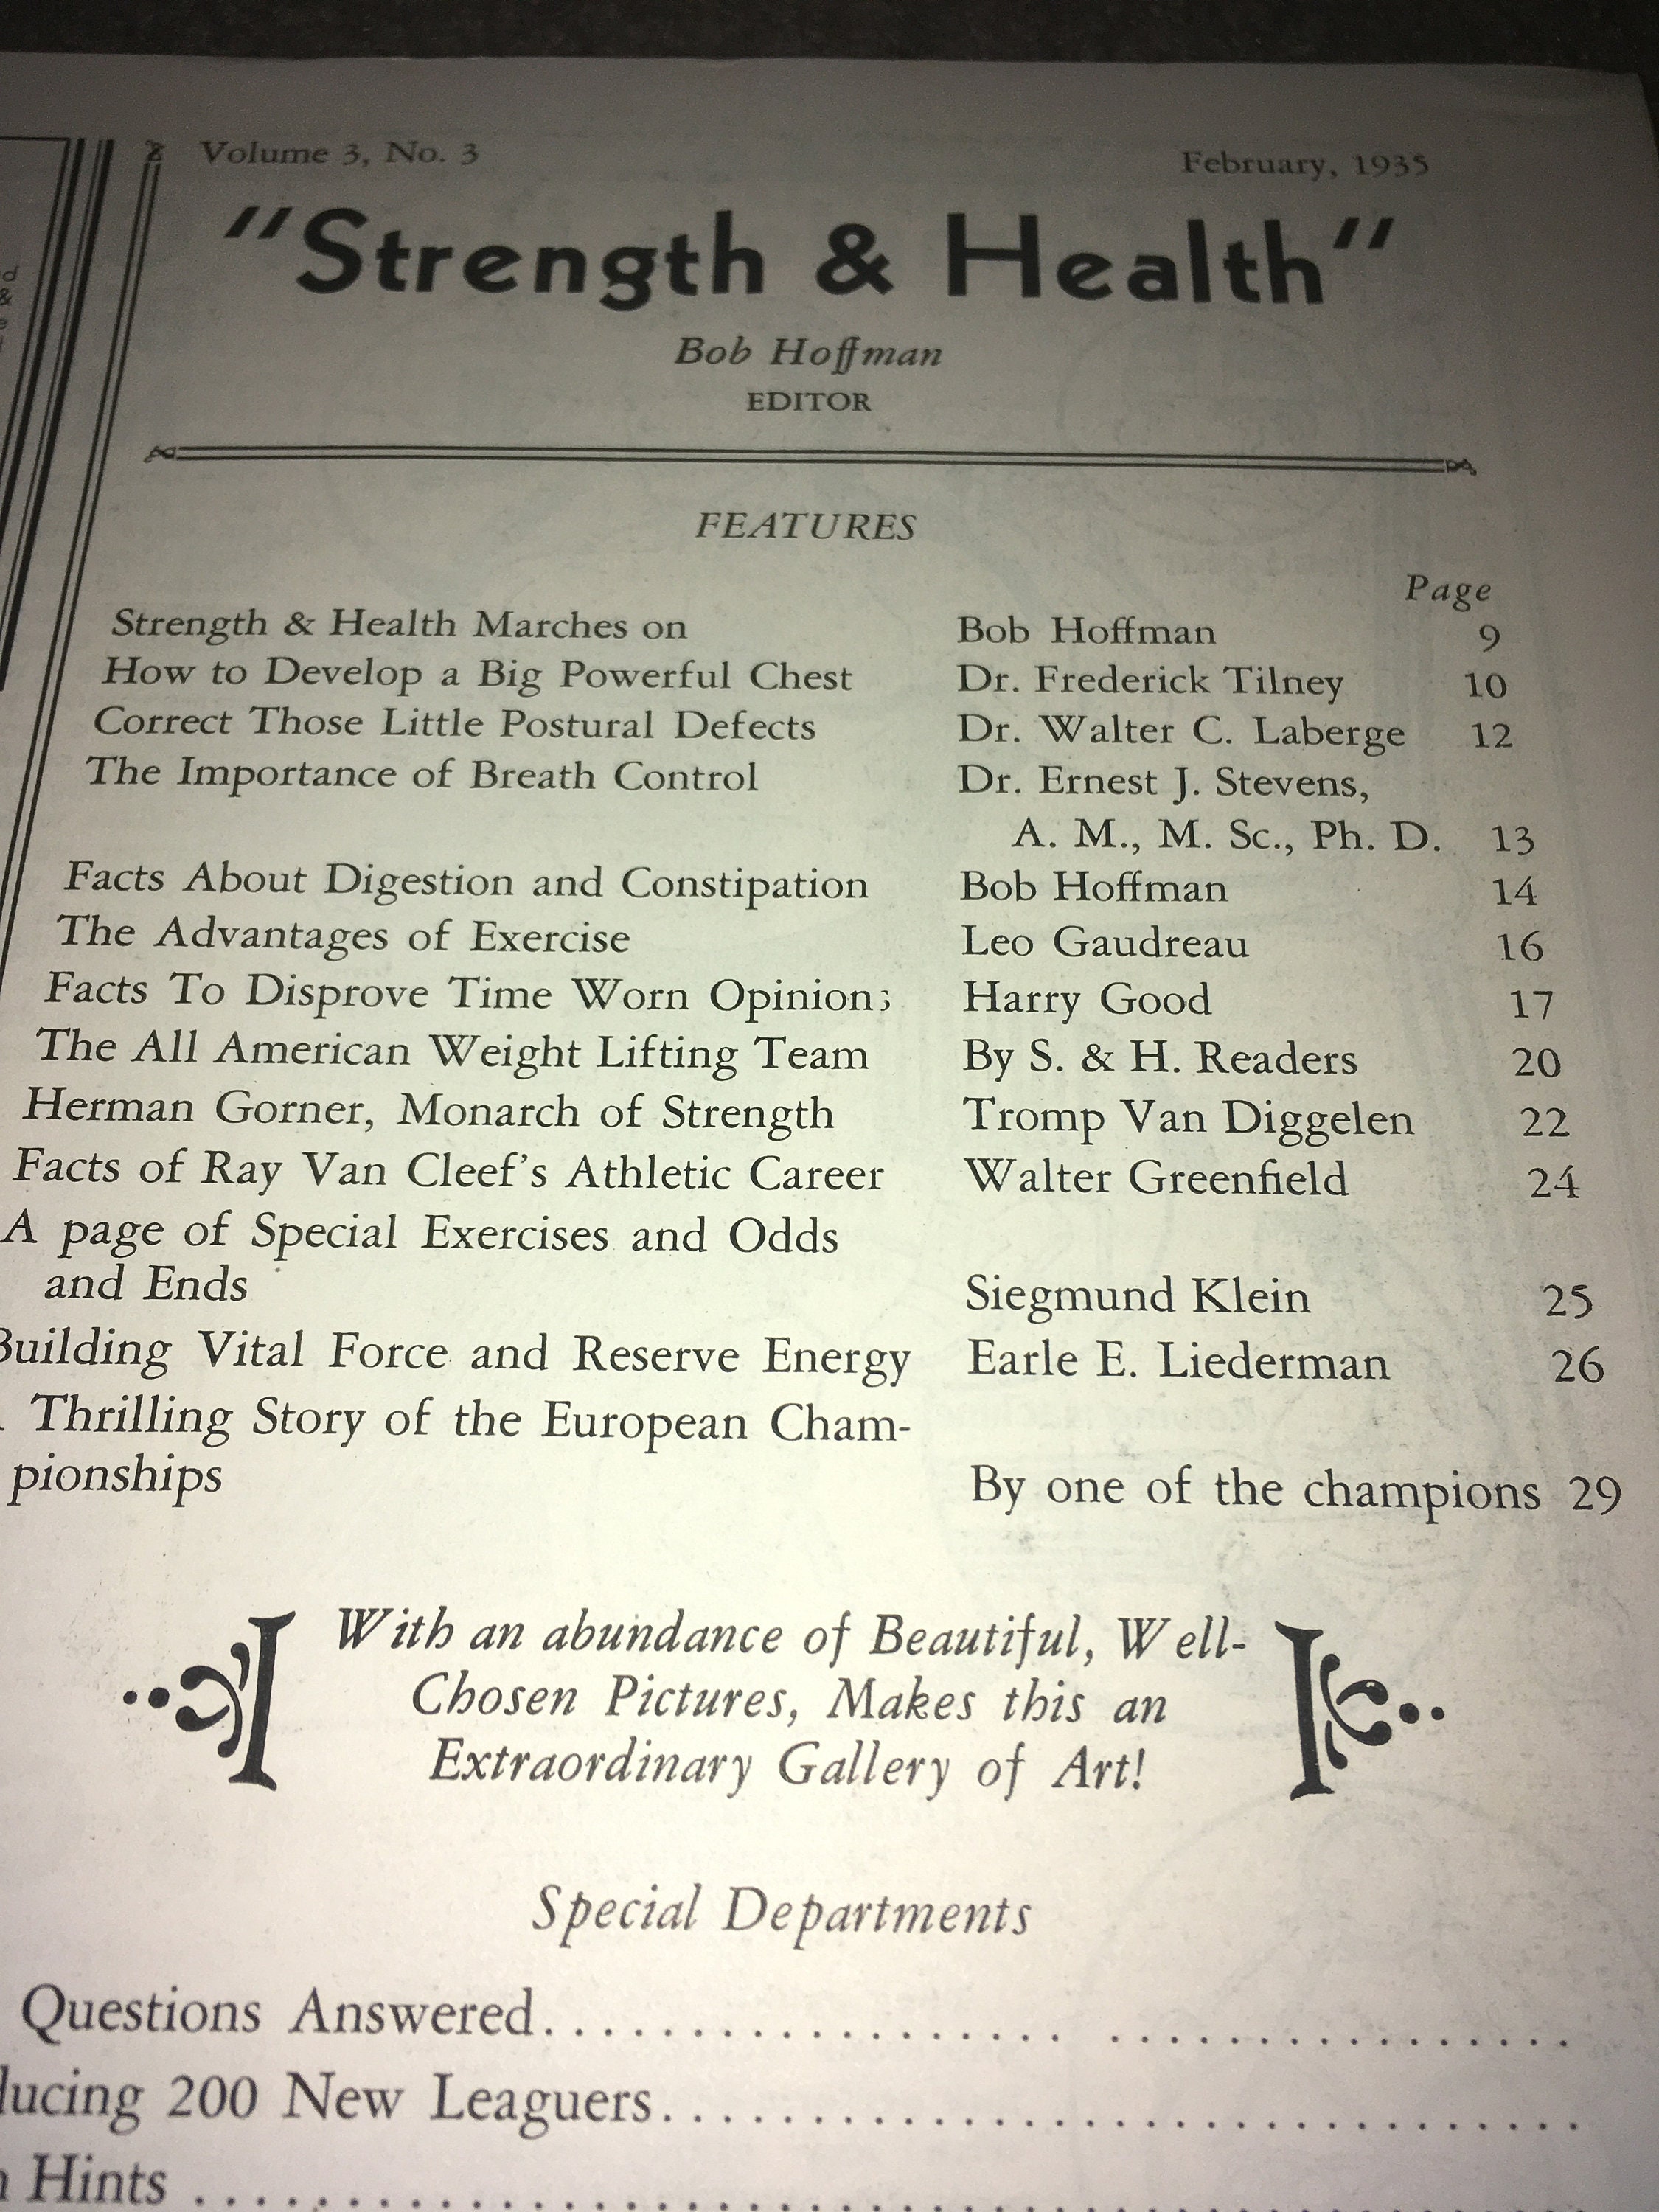 Volume 3, No. 3 February, 1935
"Strength & Health"
Bob Hoffman
EDITOR
FEATURES
Page
Strength & Health Marches on Bob Hoffman 9
How to Develop a Big Powerful Chest Dr. Frederick Tilney 10
Correct Those Little Postural Defects Dr. Walter C. Laberge 12
The Importance of Breath Control Dr. Ernest J. Stevens,
A. M., M. Sc., Ph. D. 13
Facts About Digestion and Constipation Bob Hoffman 14
The Advantages of Exercise Leo Gaudreau 16
Facts To Disprove Time Worn Opinions Harry Good 17
The All American Weight Lifting Team By S. & H. Readers 20
Herman Gorner, Monarch of Strength Tromp Van Diggelen 22
Facts of Ray Van Cleef's Athletic Career Walter Greenfield 24
A page of Special Exercises and Odds
and Ends Siegmund Klein 25
Building Vital Force and Reserve Energy Earle E. Liederman 26
Thrilling Story of the European Cham-
pionships By one of the champions 29
With an abundance of Beautiful, Well-
Chosen Pictures, Makes this an
Extraordinary Gallery of Art!
Special Departments
Questions Answered.................. ................
ducing 200 New Leaguers..............................
Hints ...............................................